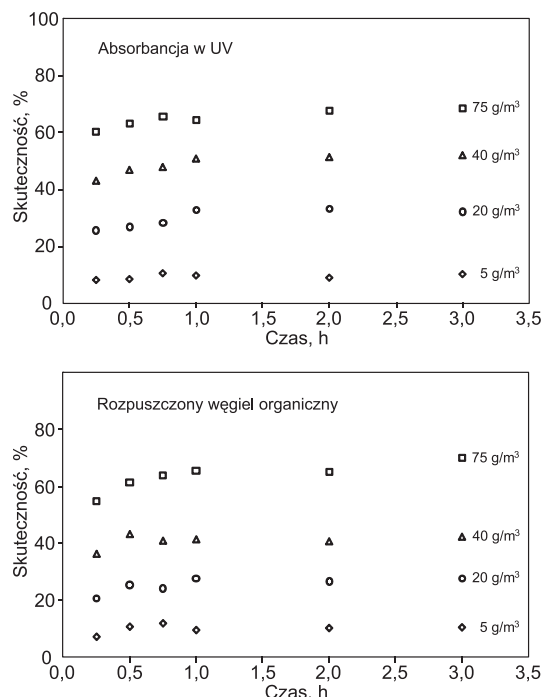 100
Absorbancja w UV
80
75 g/m³
60
Skuteczność, %
40 g/m³
40
20 g/m³
20
5 g/m³
0
0,0 0,5 1,0 1,5 2,0 2,5 3,0 3,5
Czas, h
Rozpuszczony węgiel organiczny
80
75 g/m³
60
Skuteczność, %
40 g/m³
40
20 g/m³
20
5 g/m³
0
0,0 0,5 1,0 1,5 2,0 2,5 3,0 3,5
Czas, h